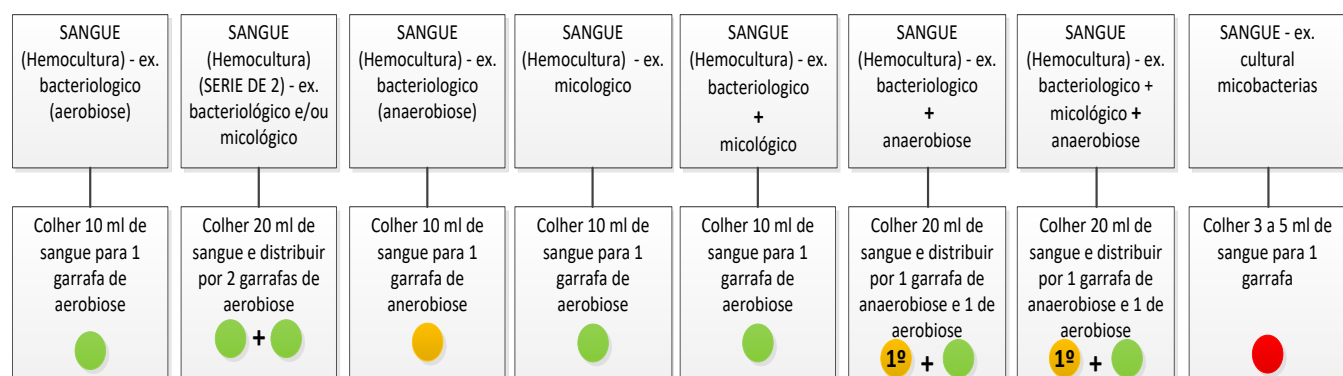 SANGUE
(Hemocultura) - ex.
bacteriologico
(aerobiose)
SANGUE
(Hemocultura)
(SERIE DE 2) - ex.
bacteriológico e/ou
micológico
SANGUE
(Hemocultura) - ex.
bacteriologico
(anaerobiose)
SANGUE
(Hemocultura) - ex.
micologico
SANGUE
(Hemocultura) - ex.
bacteriologico
+
micológico
SANGUE
(Hemocultura) - ex.
bacteriologico
+
anaerobiose
SANGUE
(Hemocultura) - ex.
bacteriologico +
micológico +
anaerobiose
SANGUE - ex.
cultural
micobacterias
Colher 10 ml de
sangue para 1
garrafa de
aerobiose
Colher 20 ml de
sangue e distribuir
por 2 garrafas de
aerobiose
+
Colher 10 ml de
sangue para 1
garrafa de
anerobiose
Colher 10 ml de
sangue para 1
garrafa de
aerobiose
Colher 10 ml de
sangue para 1
garrafa de
aerobiose
Colher 20 ml de
sangue e distribuir
por 1 garrafa de
anaerobiose e 1 de
aerobiose
1º +
Colher 20 ml de
sangue e distribuir
por 1 garrafa de
anaerobiose e 1 de
aerobiose
1º +
Colher 3 a 5 ml de
sangue para 1
garrafa